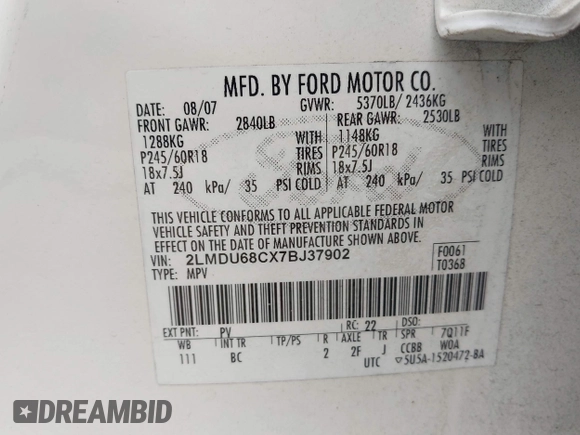 MFD. BY FORD MOTOR CO.
DATE 08/07 GVWR: 5370LB/ 2436KG
FRONT GAWR: 2840LB REAR GAWR: 2530LB
1288KG WITH 1148KG WITH
P245/60R18 TIRES P245/60R18 TIRES
18x7.5J RIMS 18x7.5J RIMS
AT 240 kPa/ 35 PSI COLD AT 240 kPa/ 35 PSI COLD
THIS VEHICLE CONFORMS TO ALL APPLICABLE FEDERAL MOTOR
VEHICLE SAFETY AND THEFT PREVENTION STANDARDS IN
EFFECT ON THE DATE OF MANUFACTURE SHOWN ABOVE.
VIN: 2LMDU68CX7BJ37902 F0061
TYPE: MPV T0368
EXT PNT: PV RC: 22 DSO:
WB INT TR TP/PS R AXLE TR SPR 7Q11F
111 BC 2 2F J CCBB W0A
UTC 5U5A-1520472-BA
DREAMBID
CAR AUCTION EXPERT